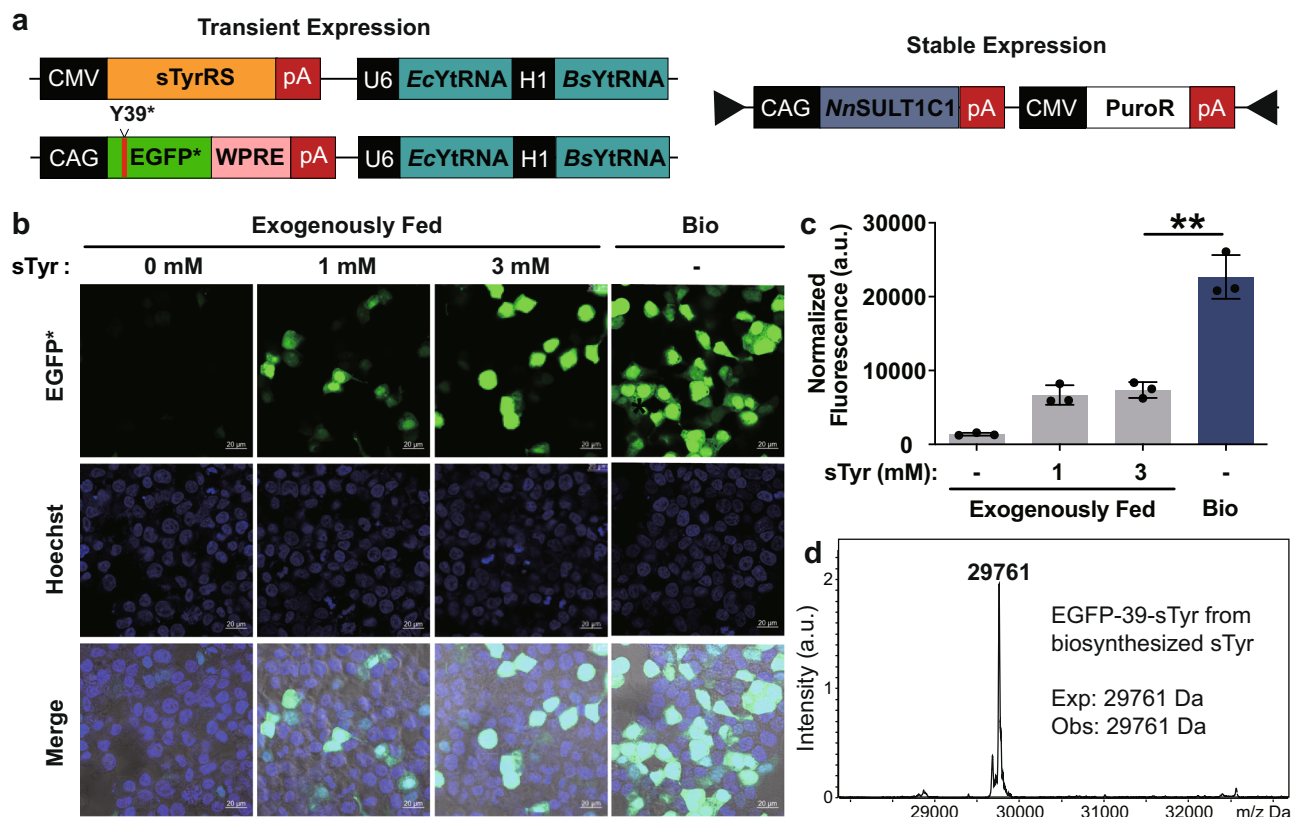 a
Transient Expression
CMV sTyrRS pA U6 EcYtRNA H1 BsYtRNA
Y39*
CAG EGFP* WPRE pA U6 EcYtRNA H1 BsYtRNA
Stable Expression
CAG NnSULT1C1 pA CMV PuroR pA
b
Exogenously Fed Bio
sTyr : 0 mM 1 mM 3 mM -
EGFP*
20 µm 20 µm 20 µm 20 µm
*
Hoechst
20 µm 20 µm 20 µm 20 µm
20 µm
Merge
20 µm 20 µm 20 µm 20 µm
c
Normalized
Fluorescence (a.u.)
30000
20000
10000
0
**
sTyr (mM): - 1 3 -
Exogenously Fed Bio
d
Intensity (a.u.)
2
1
0
29761
EGFP-39-sTyr from
biosynthesized sTyr
Exp: 29761 Da
Obs: 29761 Da
29000 30000 31000 32000 m/z Da